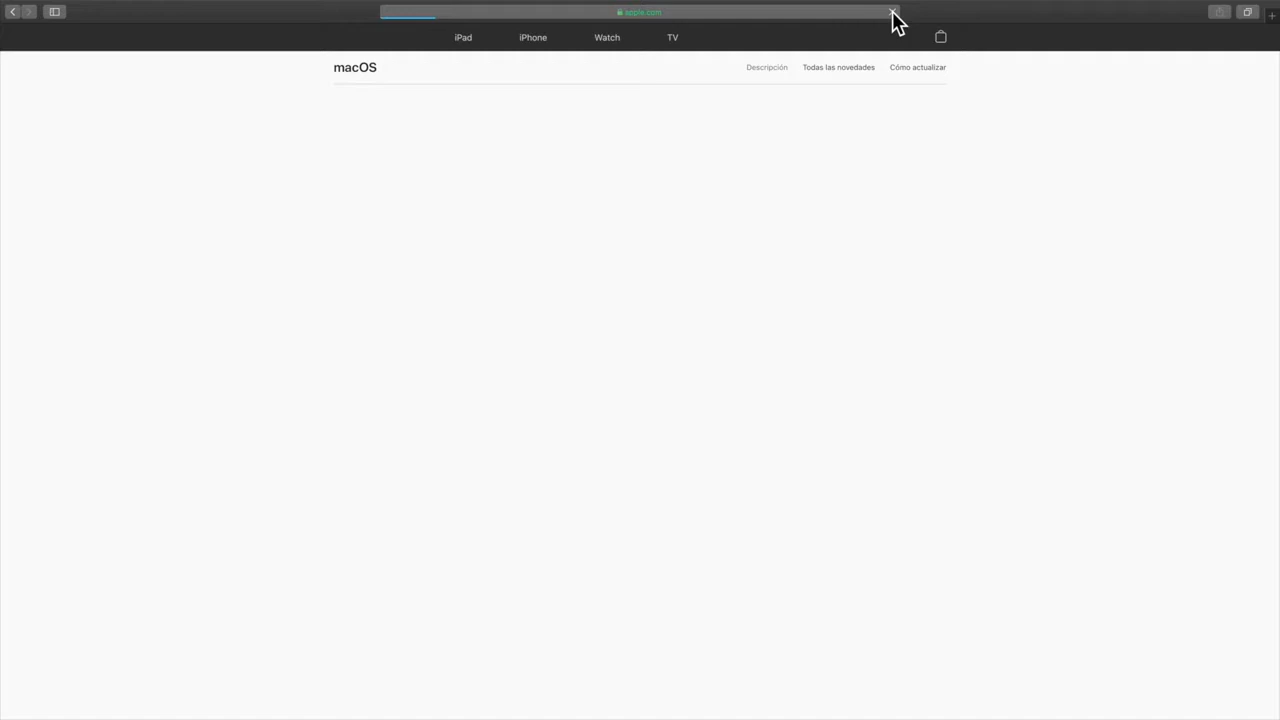 apple.com
iPad iPhone Watch TV
macOS Descripción Todas las novedades Cómo actualizar